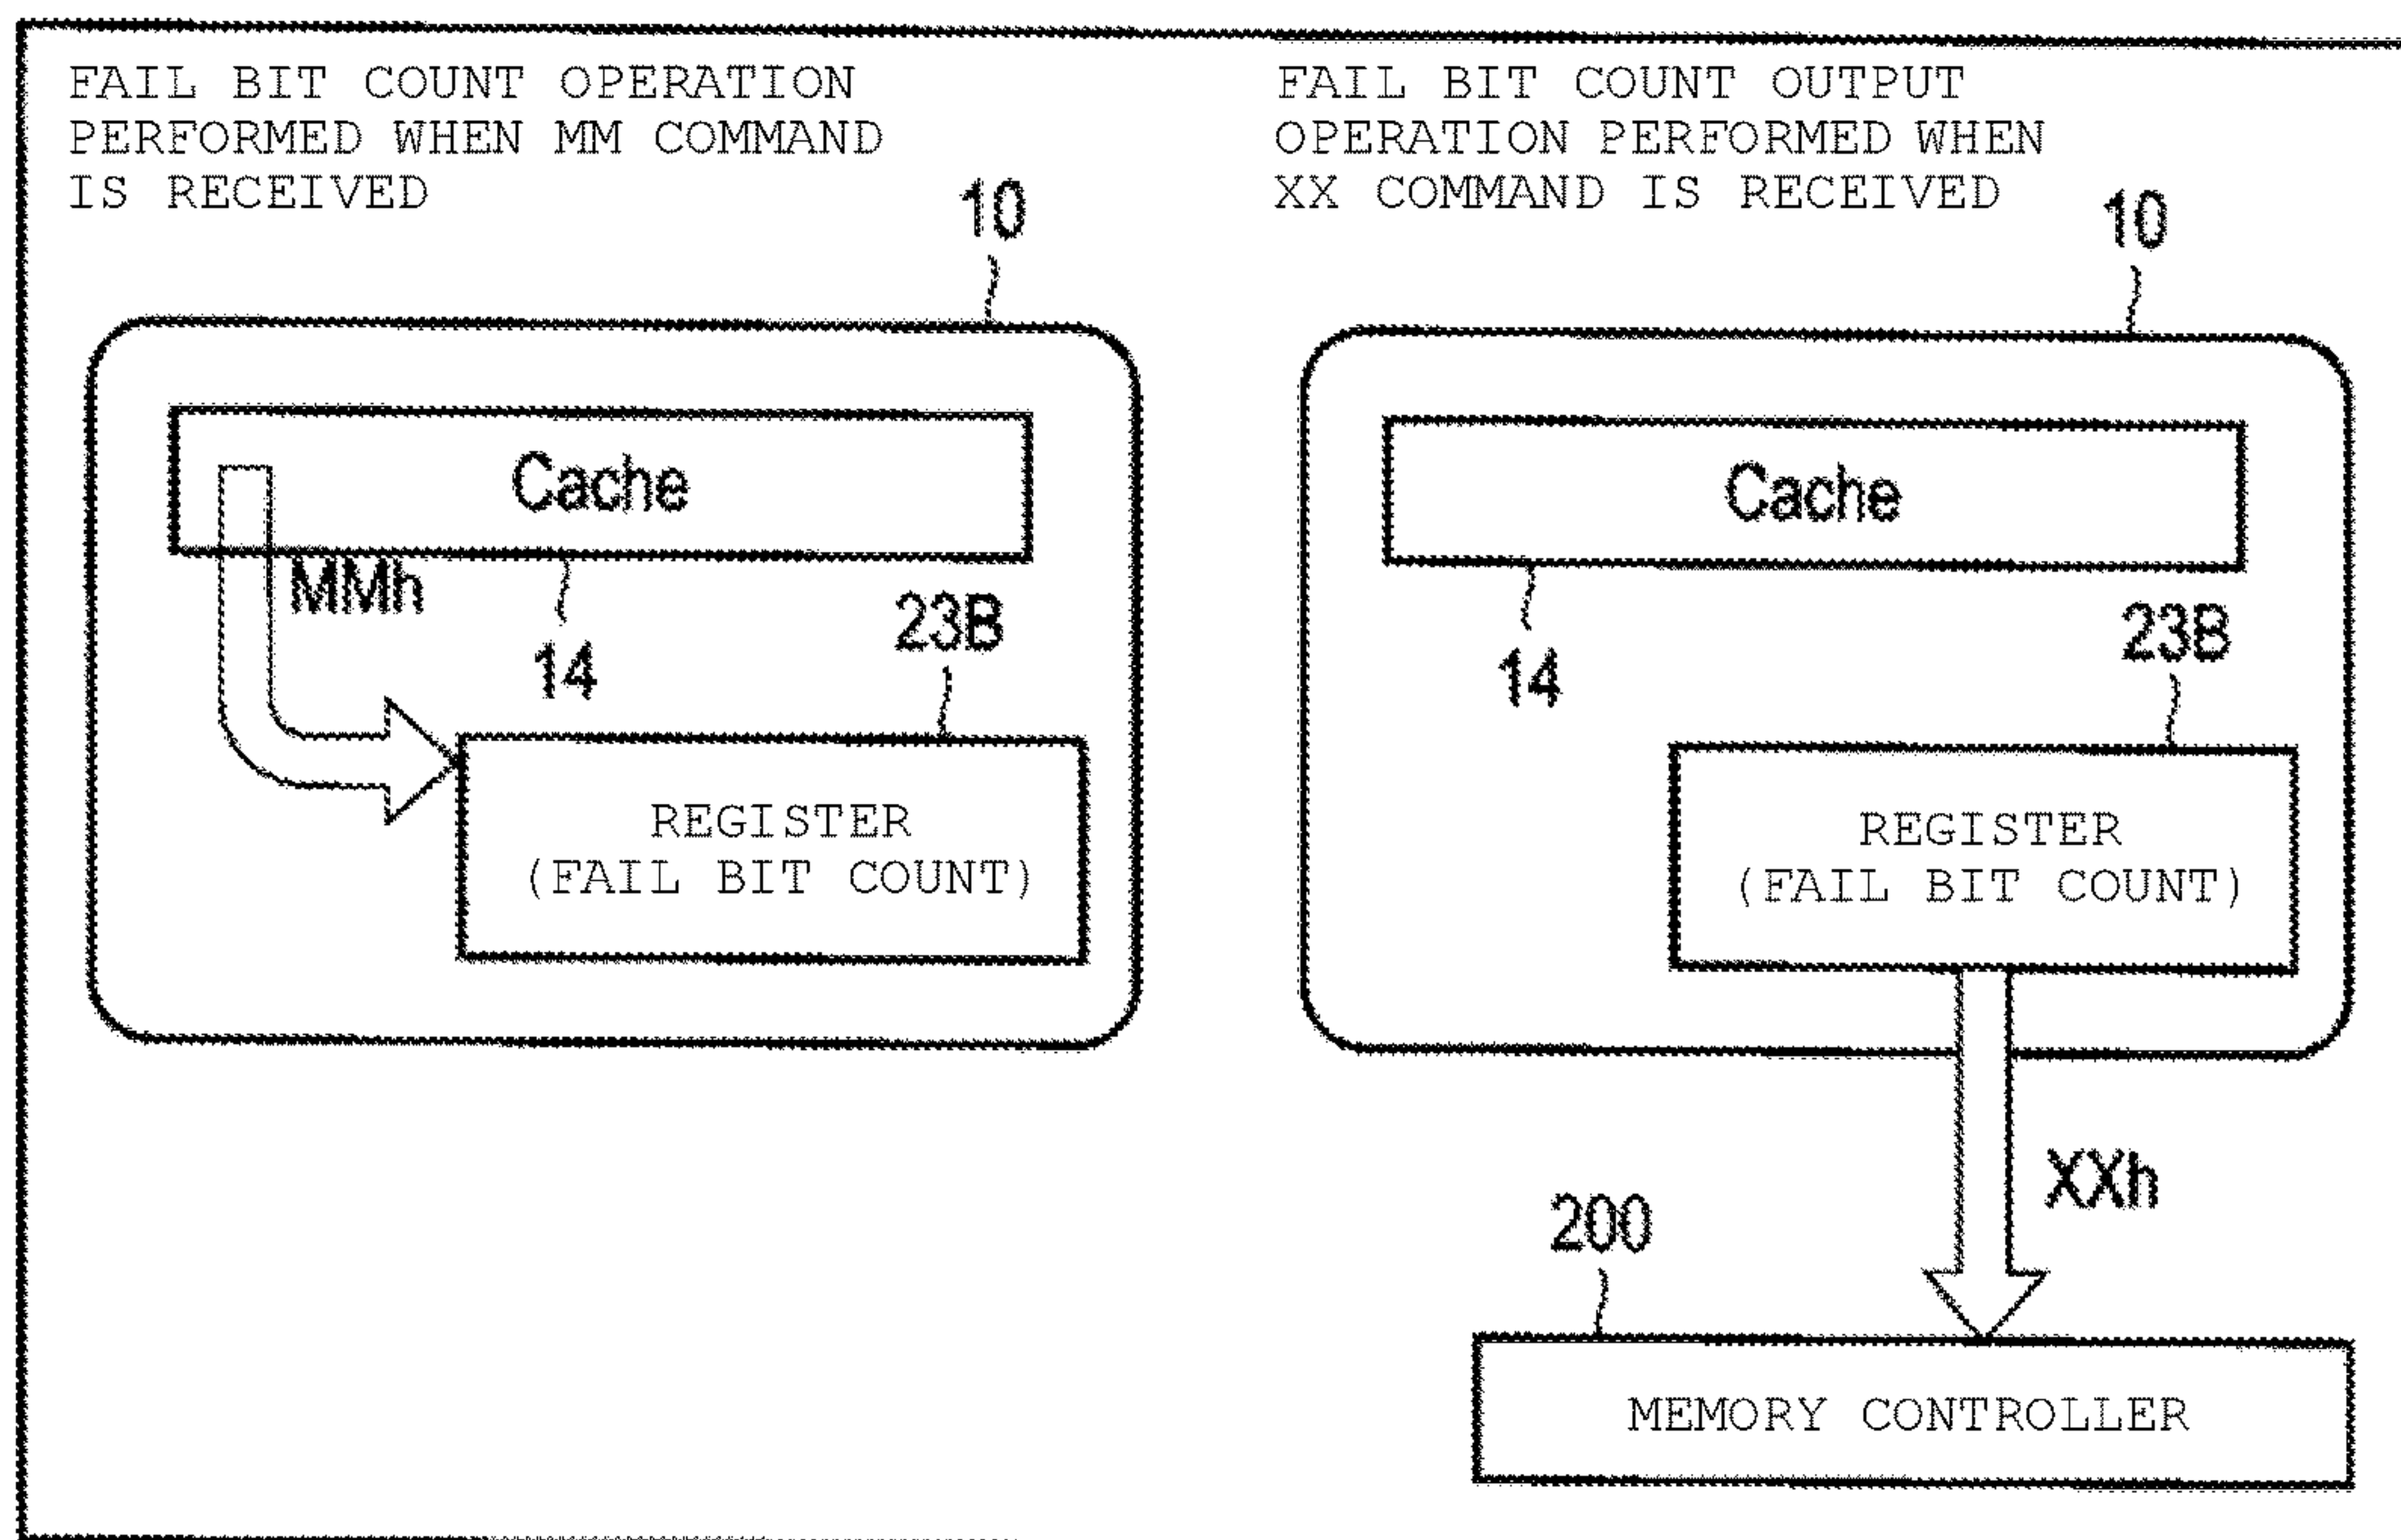 FAIL BIT COUNT OPERATION
PERFORMED WHEN MM COMMAND
IS RECEIVED
10
Cache
MMh
14
23B
REGISTER
(FAIL BIT COUNT)
FAIL BIT COUNT OUTPUT
OPERATION PERFORMED WHEN
XX COMMAND IS RECEIVED
10
Cache
14
23B
REGISTER
(FAIL BIT COUNT)
XXh
200
MEMORY CONTROLLER